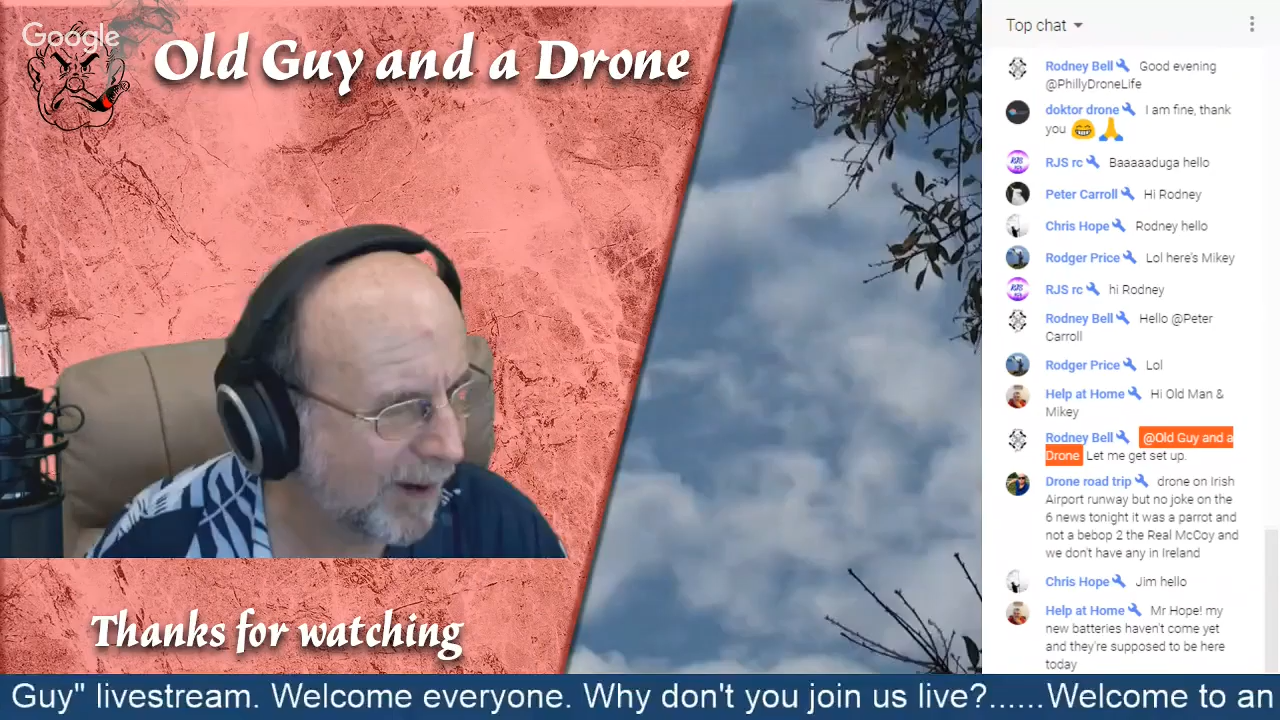 Google
Old Guy and a Drone
Thanks for watching
Top chat
Rodney Bell Good evening
@PhillyDroneLife
doktor drone I am fine, thank
you
RJS rc Baaaaaduga hello
Peter Carroll Hi Rodney
Chris Hope Rodney hello
Rodger Price Lol here's Mikey
RJS rc hi Rodney
Rodney Bell Hello @Peter
Carroll
Rodger Price Lol
Help at Home Hi Old Man &
Mikey
Rodney Bell @Old Guy and a
Drone Let me get set up.
Drone road trip drone on Irish
Airport runway but no joke on the
6 news tonight it was a parrot and
not a bebop 2 the Real McCoy and
we don't have any in Ireland
Chris Hope Jim hello
Help at Home Mr Hope! my
new batteries haven't come yet
and they're supposed to be here
today
Guy" livestream. Welcome everyone. Why don't you join us live?......Welcome to an